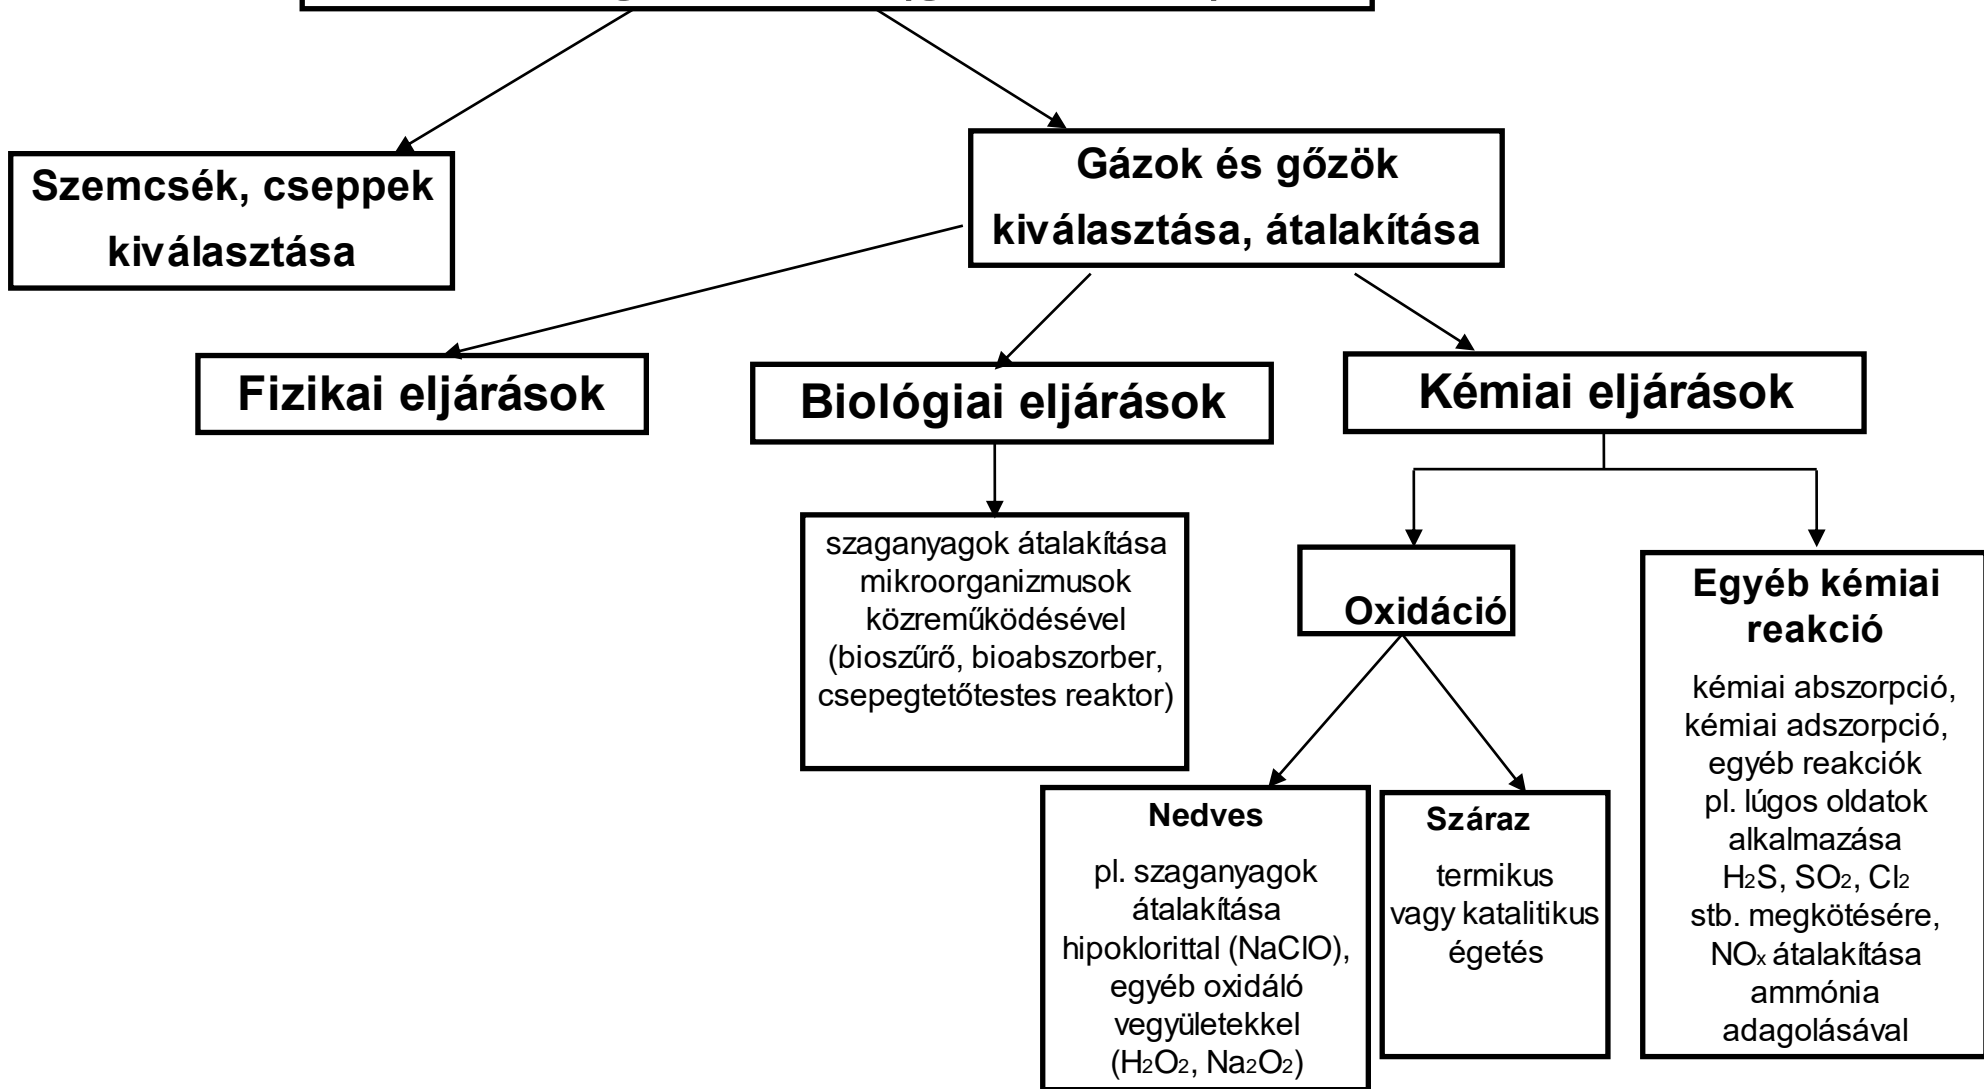 Szemcsék, cseppek
kiválasztása
Gázok és gőzök
kiválasztása, átalakítása
Fizikai eljárások
Biológiai eljárások
Kémiai eljárások
szaganyagok átalakítása
mikroorganizmusok
közreműködésével
(bioszűrő, bioabszorber,
csepegtetőtestes reaktor)
Oxidáció
Egyéb kémiai
reakció
kémiai abszorpció,
kémiai adszorpció,
egyéb reakciók
pl. lúgos oldatok
alkalmazása
H₂S, SO₂, Cl₂
stb. megkötésére,
NOₓ átalakítása
ammónia
adagolásával
Nedves
pl. szaganyagok
átalakítása
hipoklorittal (NaClO),
egyéb oxidáló
vegyületekkel
(H₂O₂, Na₂O₂)
Száraz
termikus
vagy katalitikus
égetés